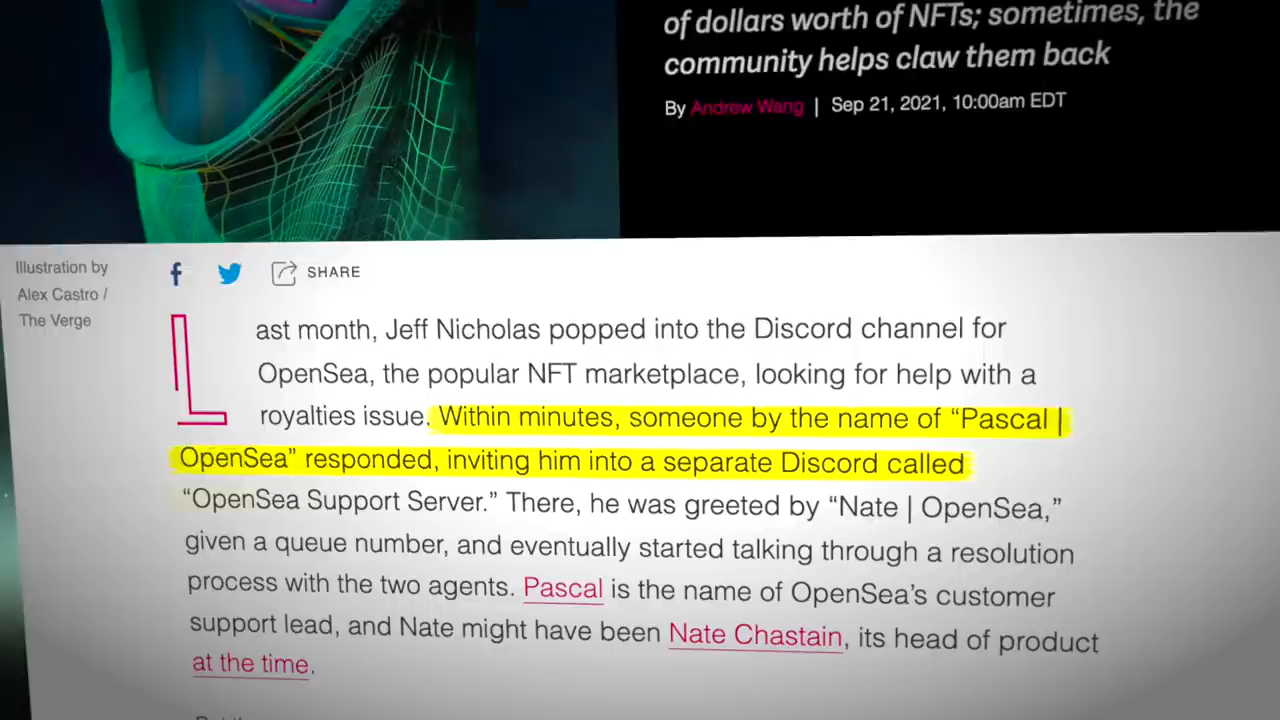 of dollars worth of NFTs; sometimes, the
community helps claw them back
By Andrew Wang | Sep 21, 2021, 10:00am EDT
Illustration by
Alex Castro /
The Verge
SHARE
Last month, Jeff Nicholas popped into the Discord channel for
OpenSea, the popular NFT marketplace, looking for help with a
royalties issue. Within minutes, someone by the name of “Pascal |
OpenSea” responded, inviting him into a separate Discord called
“OpenSea Support Server.” There, he was greeted by “Nate | OpenSea,”
given a queue number, and eventually started talking through a resolution
process with the two agents. Pascal is the name of OpenSea’s customer
support lead, and Nate might have been Nate Chastain, its head of product
at the time.